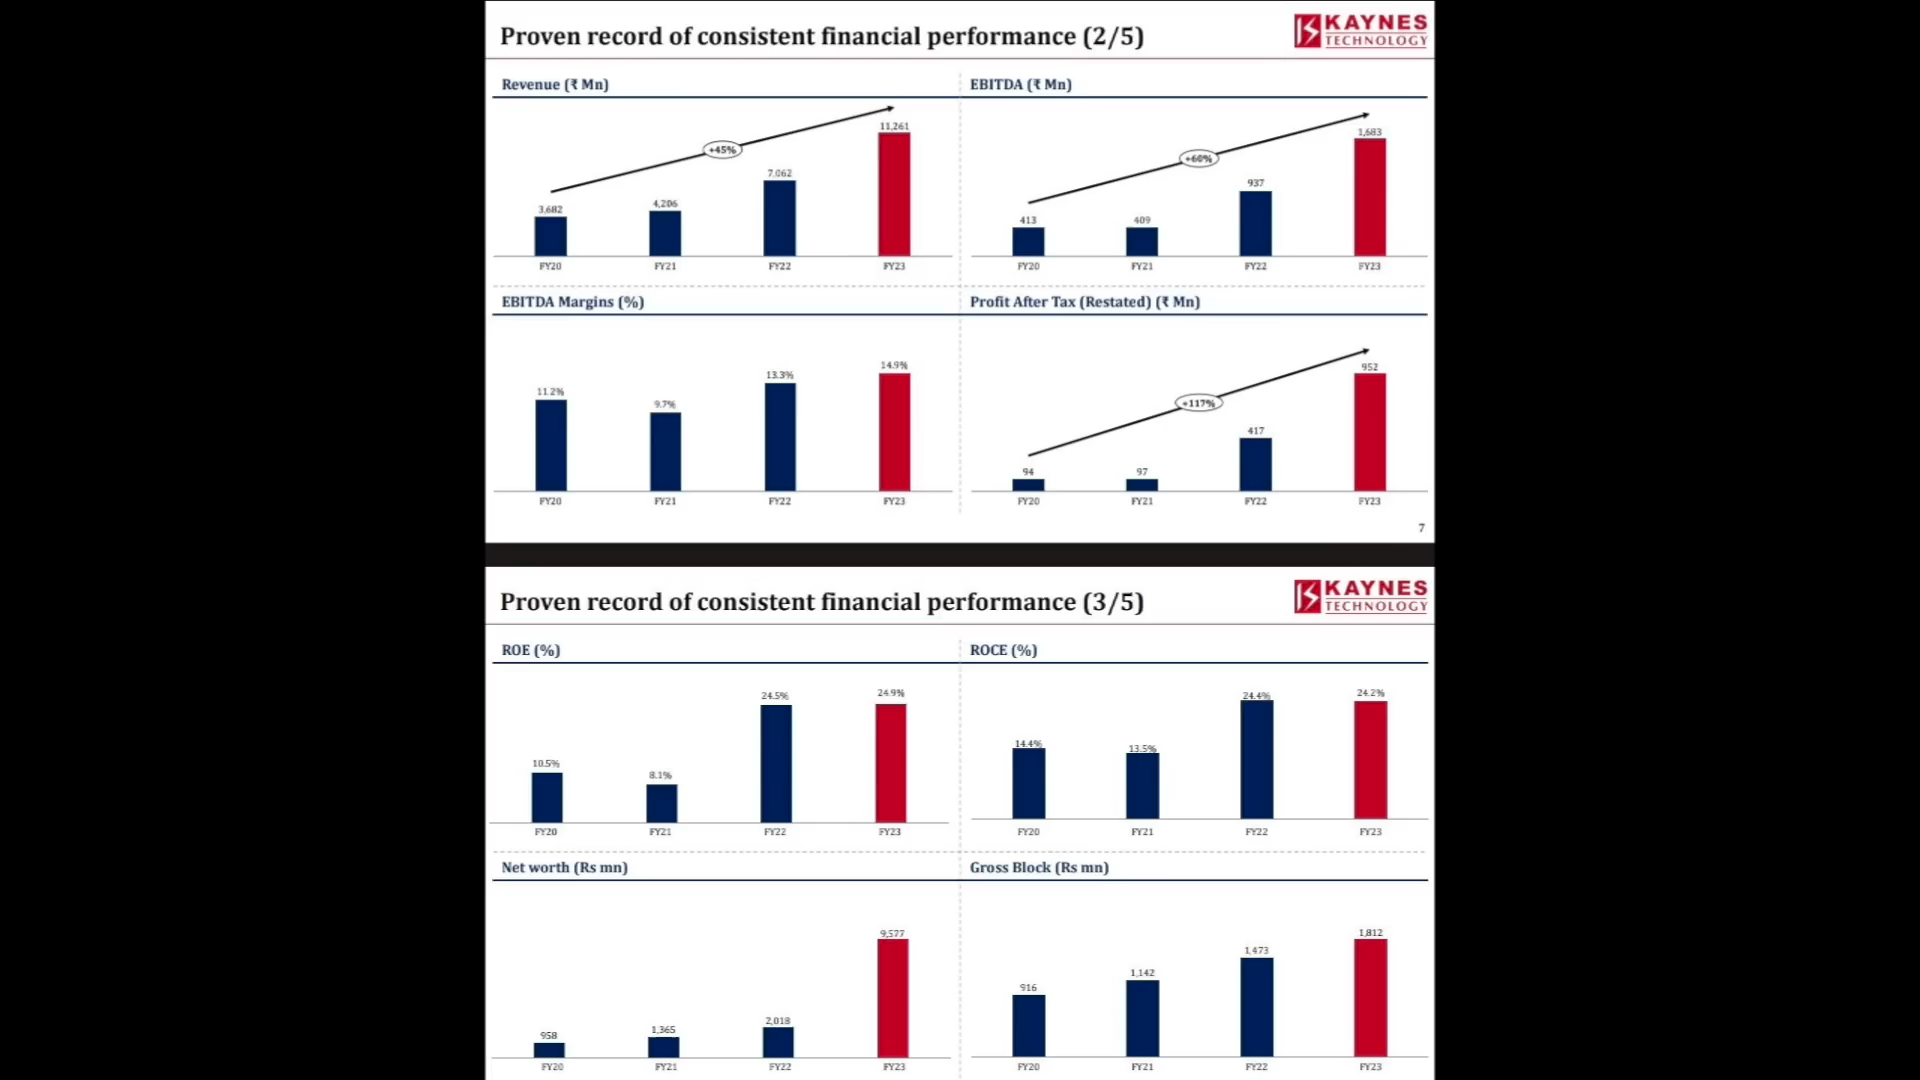 Proven record of consistent financial performance (2/5)
KAYNES
TECHNOLOGY
Revenue (₹ Mn)
+45%
3,682
4,206
7,062
11,261
FY20
FY21
FY22
FY23
EBITDA (₹ Mn)
+60%
413
409
937
1,683
FY20
FY21
FY22
FY23
EBITDA Margins (%)
11.2%
9.7%
13.3%
14.9%
FY20
FY21
FY22
FY23
Profit After Tax (Restated) (₹ Mn)
+117%
94
97
417
952
FY20
FY21
FY22
FY23
7
Proven record of consistent financial performance (3/5)
KAYNES
TECHNOLOGY
ROE (%)
10.5%
8.1%
24.5%
24.9%
FY20
FY21
FY22
FY23
ROCE (%)
14.4%
13.5%
24.4%
24.2%
FY20
FY21
FY22
FY23
Net worth (Rs mn)
958
1,365
2,018
9,577
FY20
FY21
FY22
FY23
Gross Block (Rs mn)
916
1,142
1,473
1,812
FY20
FY21
FY22
FY23